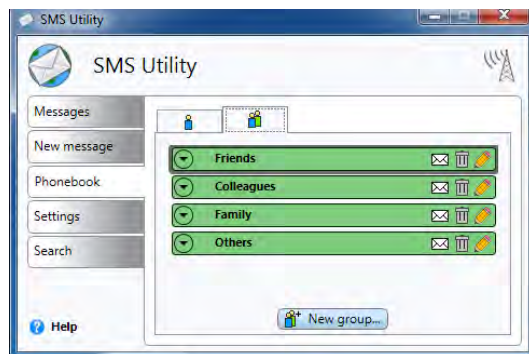 SMS Utility
SMS Utility
Messages
New message
Phonebook
Settings
Search
Help
Friends
Colleagues
Family
Others
New group...